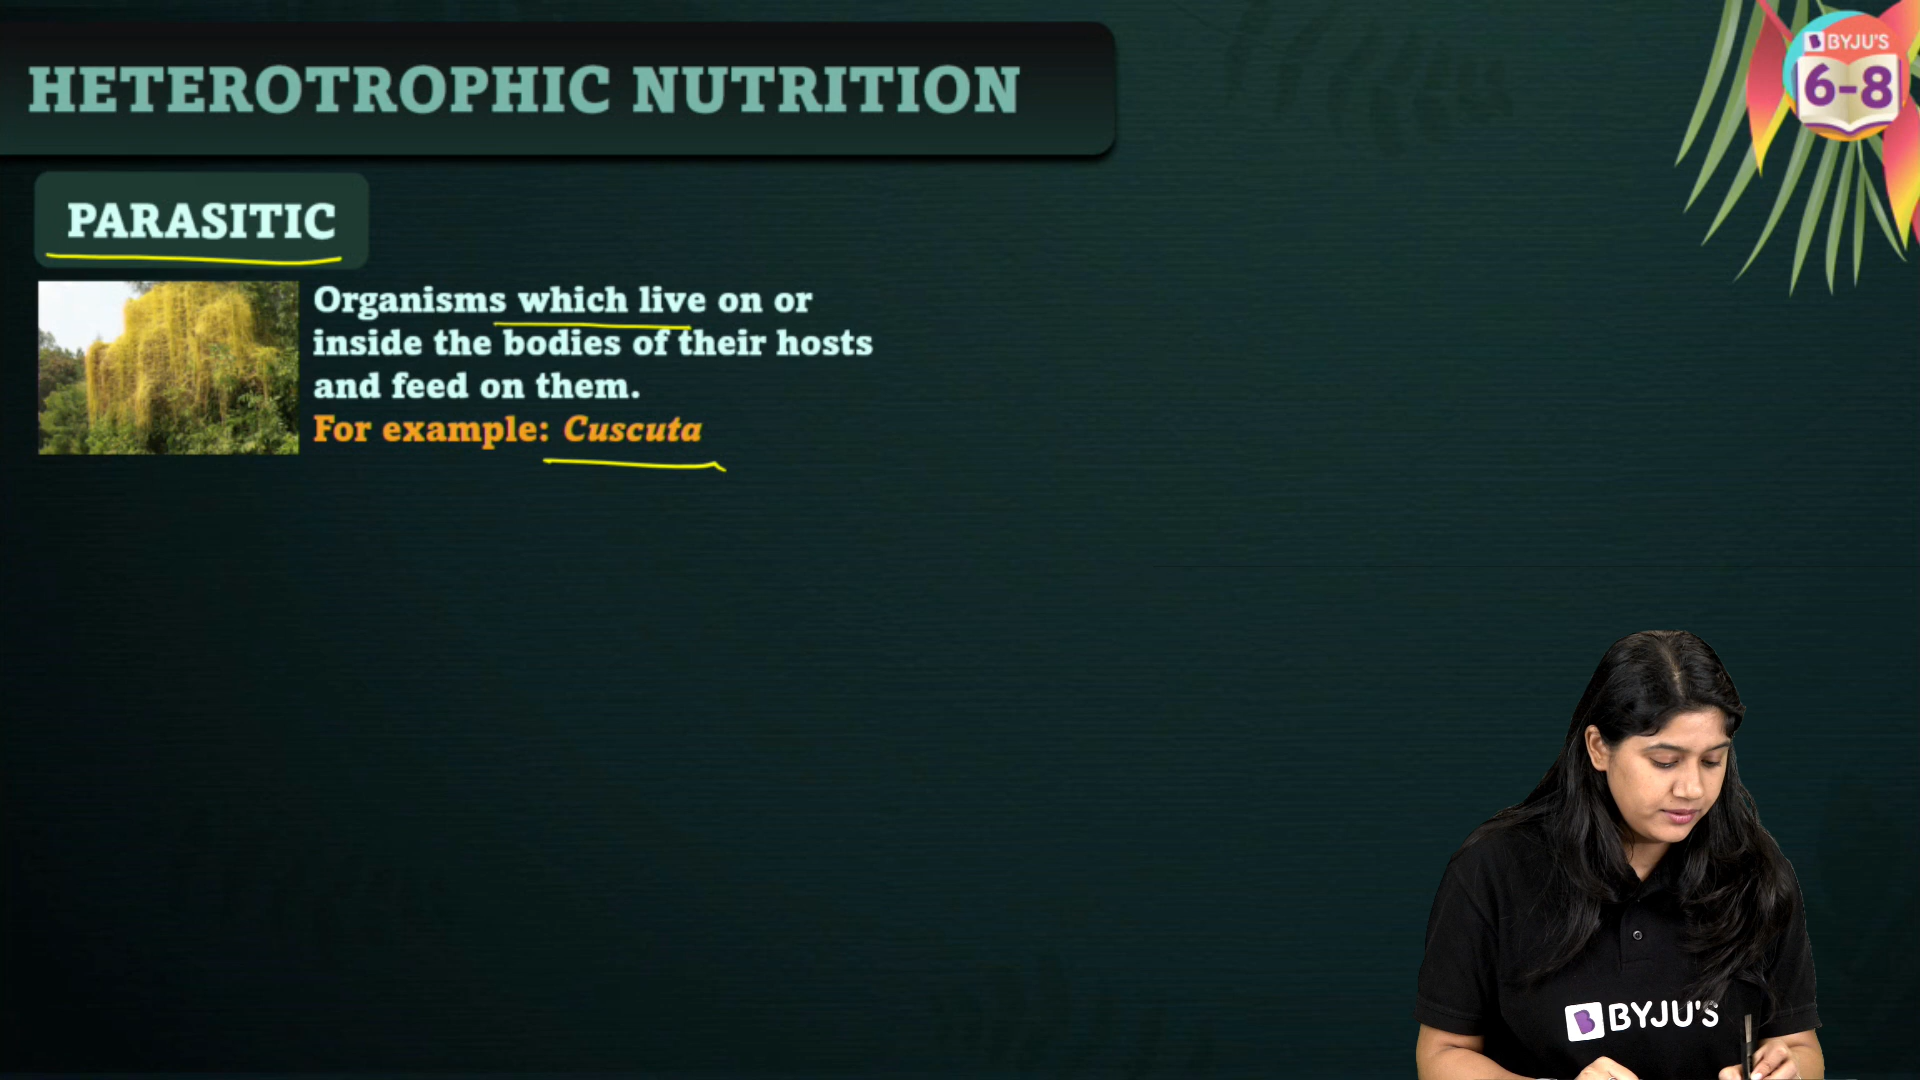 HETEROTROPHIC NUTRITION
BYJU'S
6-8
PARASITIC
Organisms which live on or
inside the bodies of their hosts
and feed on them.
For example: Cuscuta
BYJU'S